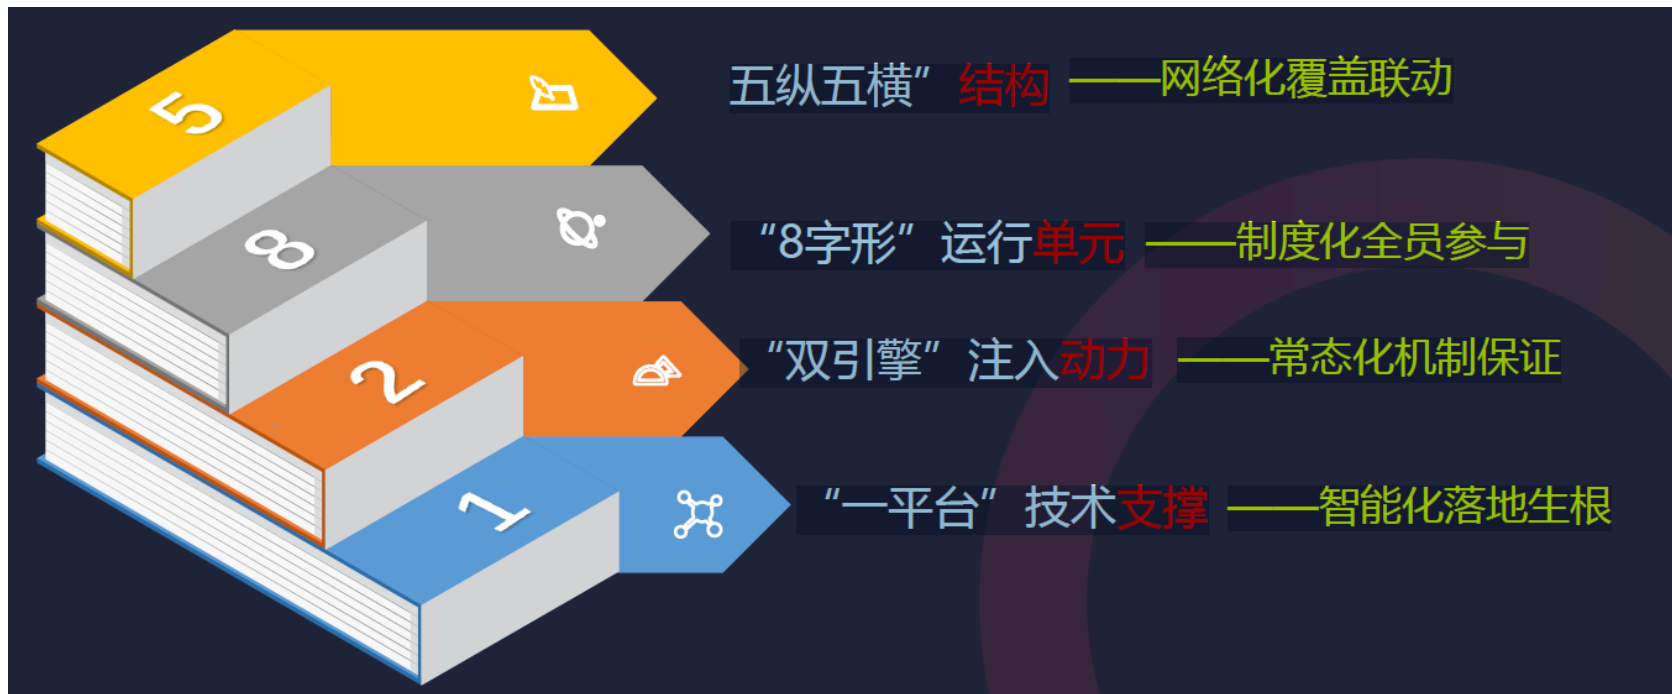 5
五纵五横”结构 ——网络化覆盖联动
8
“8字形”运行单元 ——制度化全员参与
2
“双引擎”注入动力 ——常态化机制保证
1
“一平台”技术支撑 ——智能化落地生根